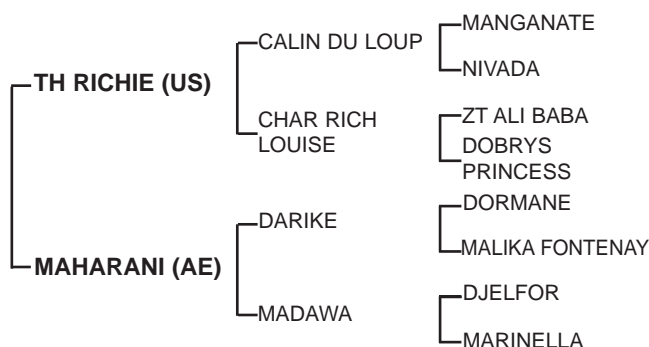 MANGANATE
CALIN DU LOUP
NIVADA
TH RICHIE (US)
CHAR RICH
LOUISE
ZT ALI BABA
DOBRYS
PRINCESS
DORMANE
DARIKE
MALIKA FONTENAY
MAHARANI (AE)
DJELFOR
MADAWA
MARINELLA